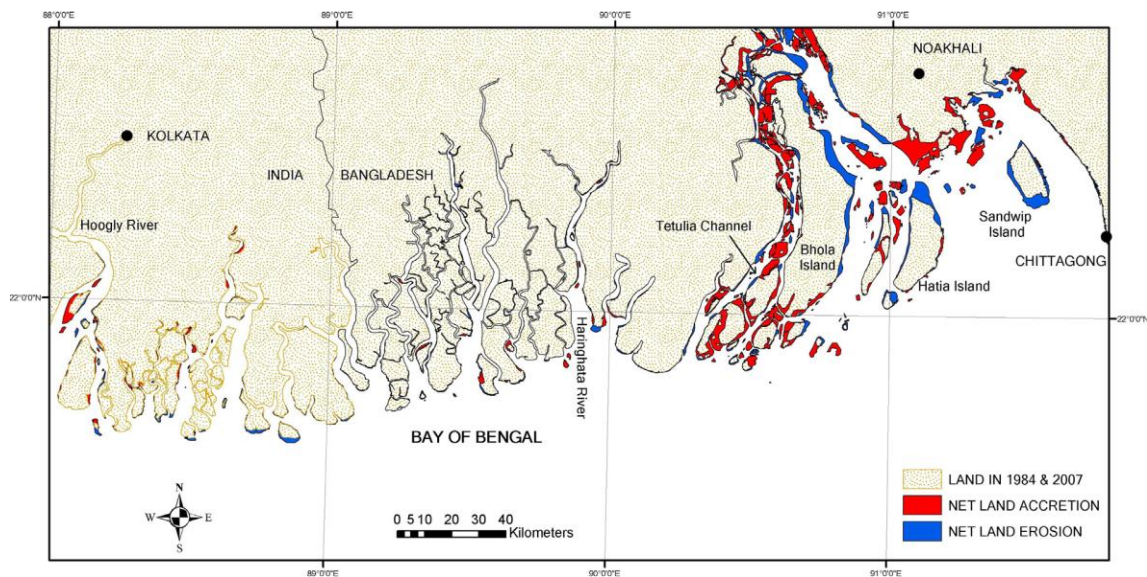 88°0'0"E
89°0'0"E
90°0'0"E
91°0'0"E
NOAKHALI
KOLKATA
INDIA
BANGLADESH
Hoogly River
Tetulia Channel
Bhola
Island
Sandwip
Island
CHITTAGONG
Hatia Island
22°0'0"N
22°0'0"N
Haringhata River
BAY OF BENGAL
N
W
E
S
0 5 10 20 30 40
Kilometers
LAND IN 1984 & 2007
NET LAND ACCRETION
NET LAND EROSION
89°0'0"E
90°0'0"E
91°0'0"E